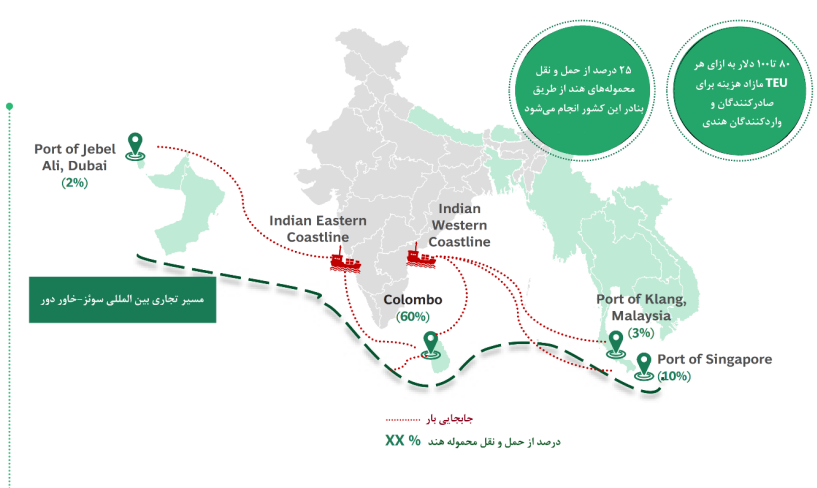 ۸۰ تا۱۰۰ دلار به ازای هر
TEU مازاد هزینه برای
صادرکنندگان و
واردکنندگان هندی
۲۵ درصد از حمل و نقل
محموله‌های هند از طریق
بنادر این کشور انجام می‌شود
Port of Jebel
Ali, Dubai
(2%)
Indian Eastern
Coastline
Indian
Western
Coastline
مسیر تجاری بین المللی سوئز-خاور دور
Colombo
(60%)
Port of Klang,
Malaysia
(3%)
Port of Singapore
(10%)
جابجایی بار
درصد از حمل و نقل محموله هند XX %